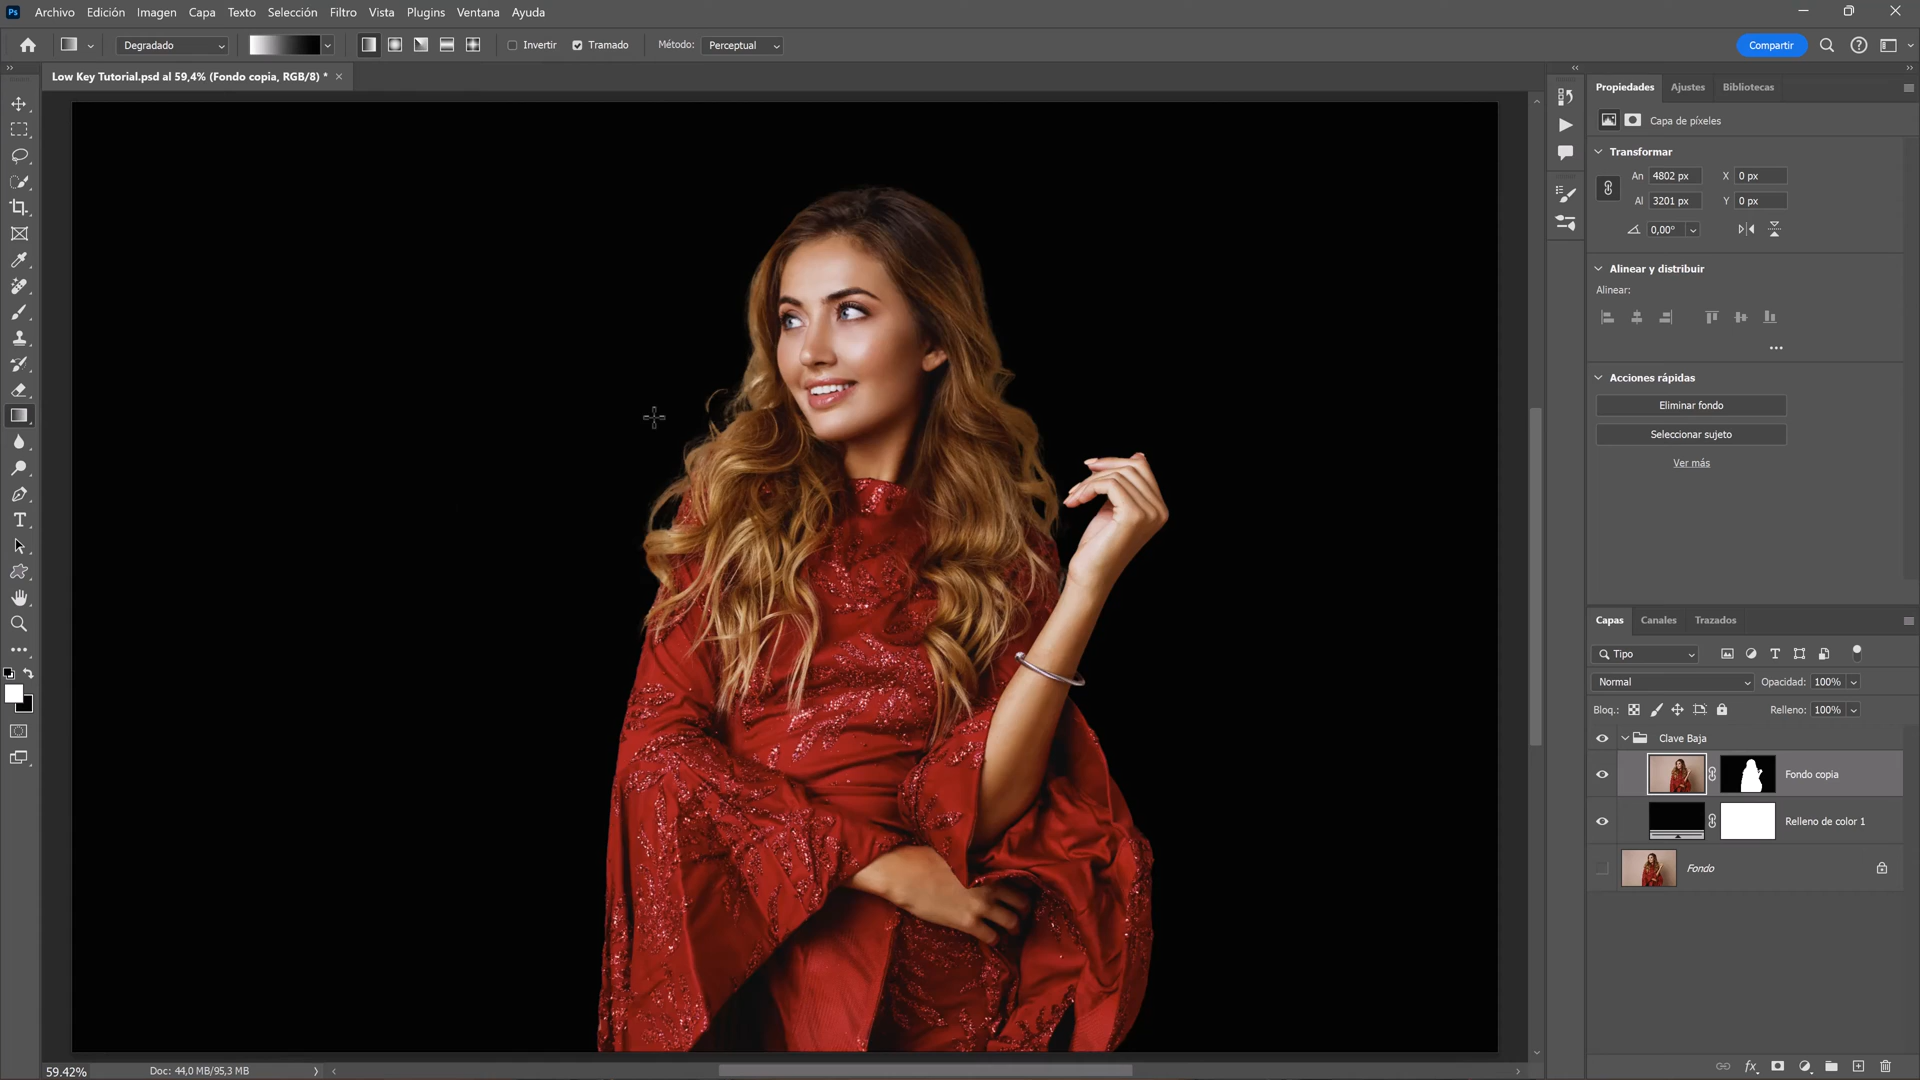 Ps Archivo Edición Imagen Capa Texto Selección Filtro Vista Plugins Ventana Ayuda
Degradado Invertir Tramado Método: Perceptual Compartir
Low Key Tutorial.psd al 59,4% (Fondo copia, RGB/8) *
Propiedades Ajustes Bibliotecas
Capa de píxeles
Transformar
An 4802 px X 0 px
Al 3201 px Y 0 px
0,00°
Alinear y distribuir
Alinear:
Acciones rápidas
Eliminar fondo
Seleccionar sujeto
Ver más
Capas Canales Trazados
Tipo
Normal Opacidad: 100%
Bloq.: Relleno: 100%
Clave Baja
Fondo copia
Relleno de color 1
Fondo
59.42% Doc: 44,0 MB/95,3 MB